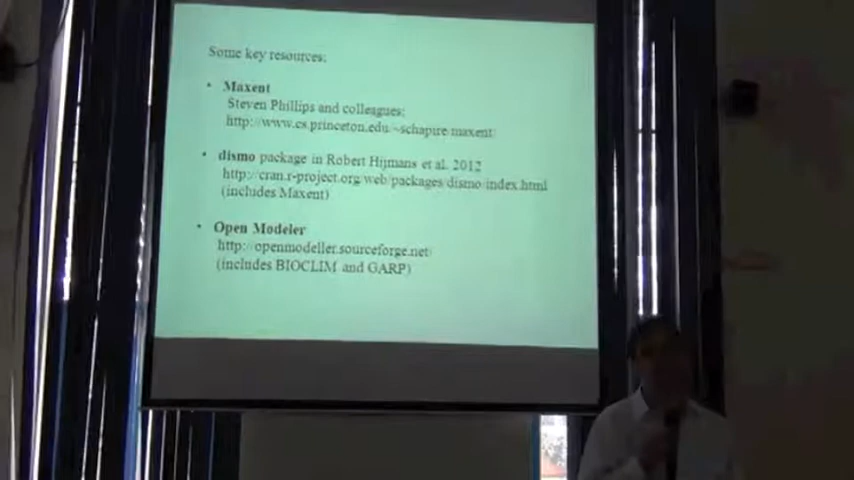 Some key resources:
• Maxent
Steven Phillips and colleagues:
http://www.cs.princeton.edu/~schapire/maxent/
• dismo package in Robert Hijmans et al. 2012
http://cran.r-project.org/web/packages/dismo/index.html
(includes Maxent)
• Open Modeler
http://openmodeller.sourceforge.net/
(includes BIOCLIM and GARP)